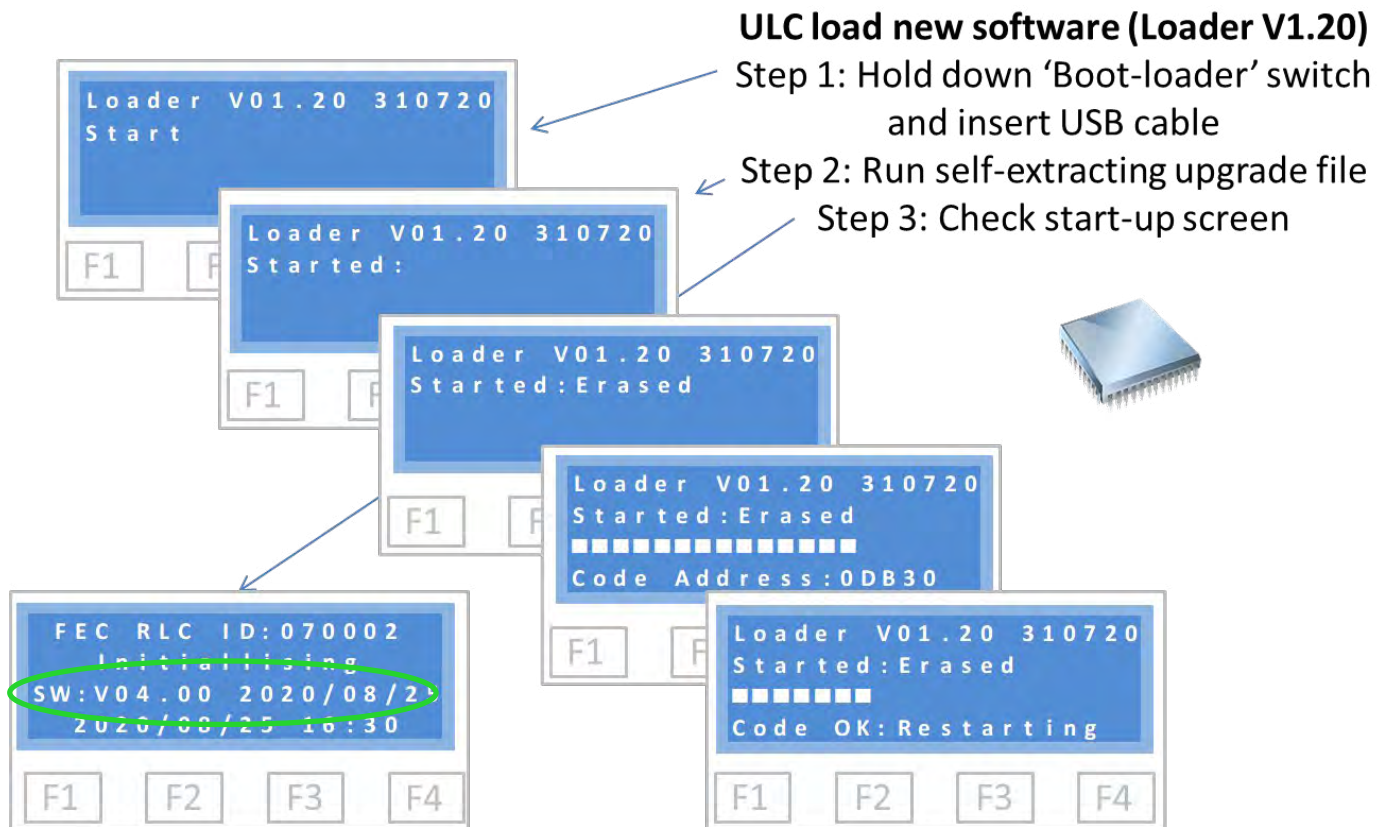 ULC load new software (Loader V1.20)
Step 1: Hold down ‘Boot-loader’ switch
and insert USB cable
Step 2: Run self-extracting upgrade file
Step 3: Check start-up screen
Loader V01.20 310720
Start
F1
Loader V01.20 310720
Started:
F1
Loader V01.20 310720
Started:Erased
F1
Loader V01.20 310720
Started:Erased
Code Address:0DB30
F1
Loader V01.20 310720
Started:Erased
Code OK:Restarting
F1 F2 F3 F4
FEC RLC ID:070002
Initiallising
SW:V04.00 2020/08/25
2020/08/25 16:30
F1 F2 F3 F4